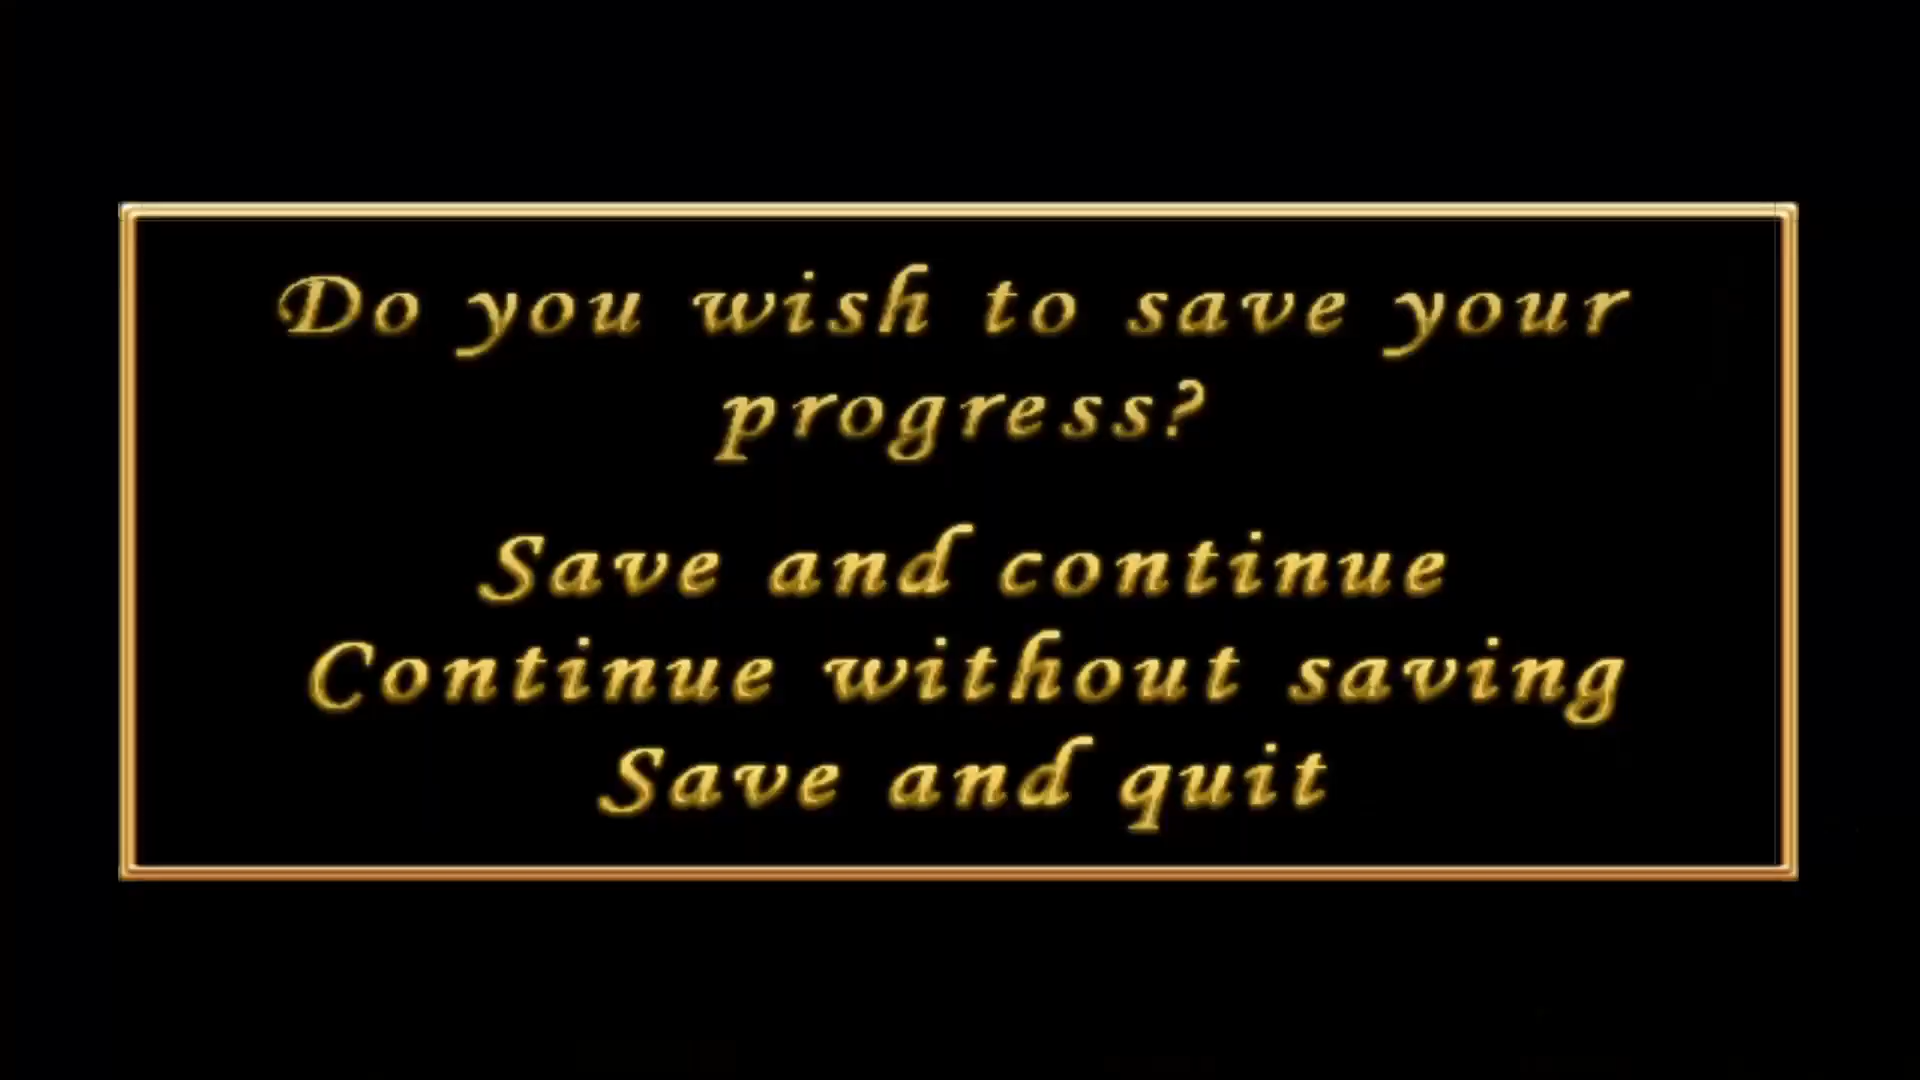 Do you wish to save your
progress?
Save and continue
Continue without saving
Save and quit